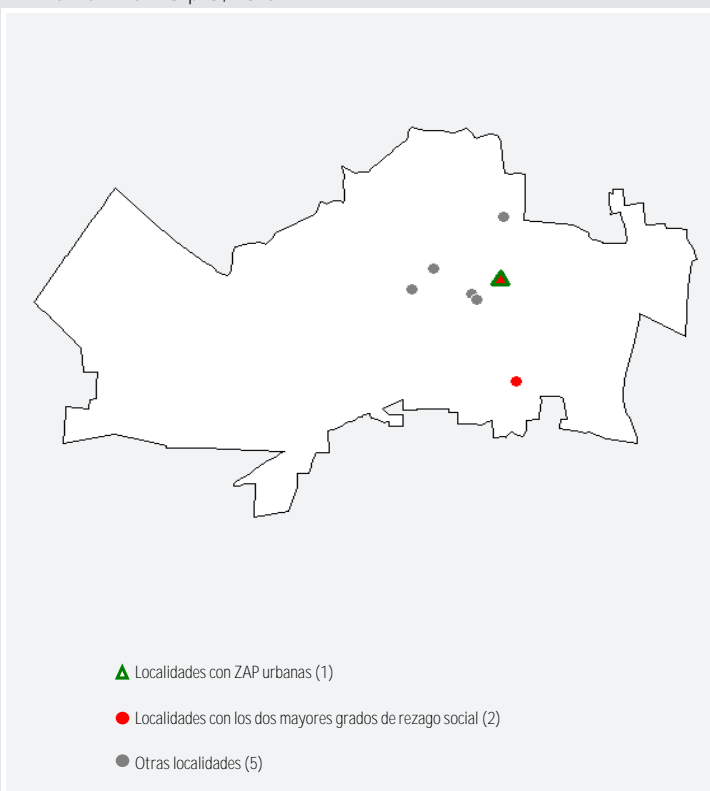 Localidades con ZAP urbanas (1)
Localidades con los dos mayores grados de rezago social (2)
Otras localidades (5)